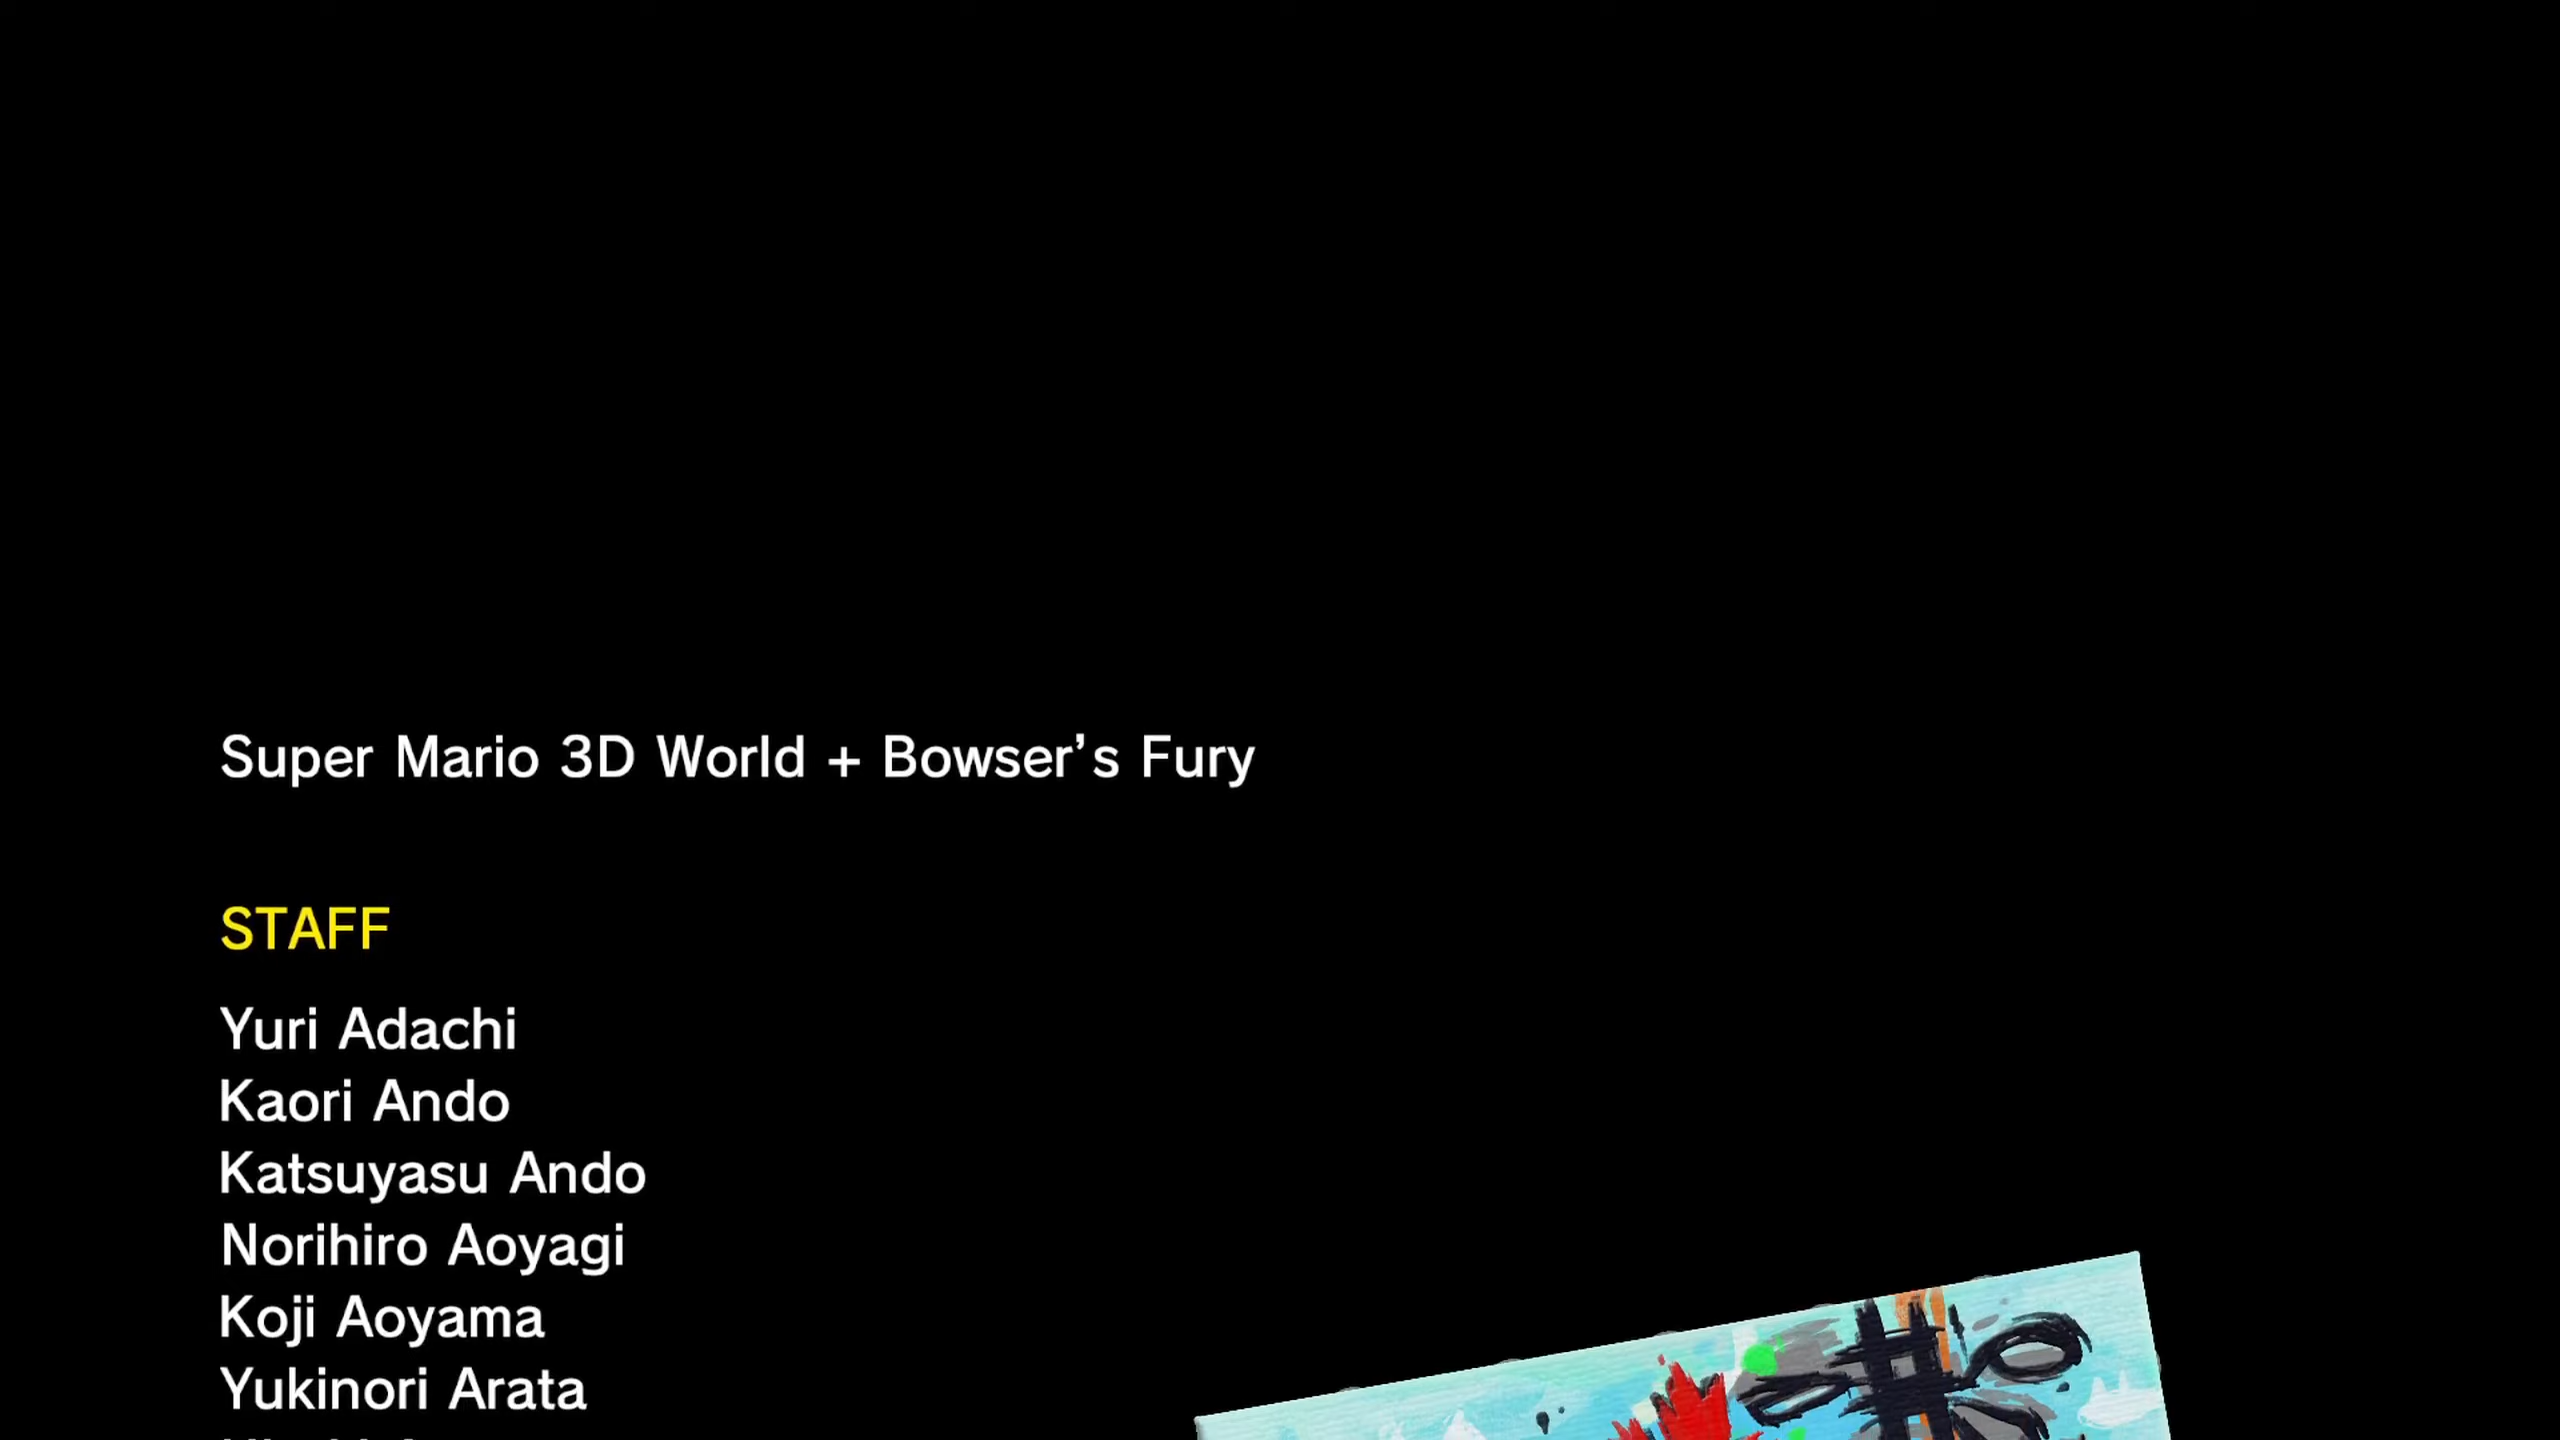 Super Mario 3D World + Bowser’s Fury
STAFF
Yuri Adachi
Kaori Ando
Katsuyasu Ando
Norihiro Aoyagi
Koji Aoyama
Yukinori Arata